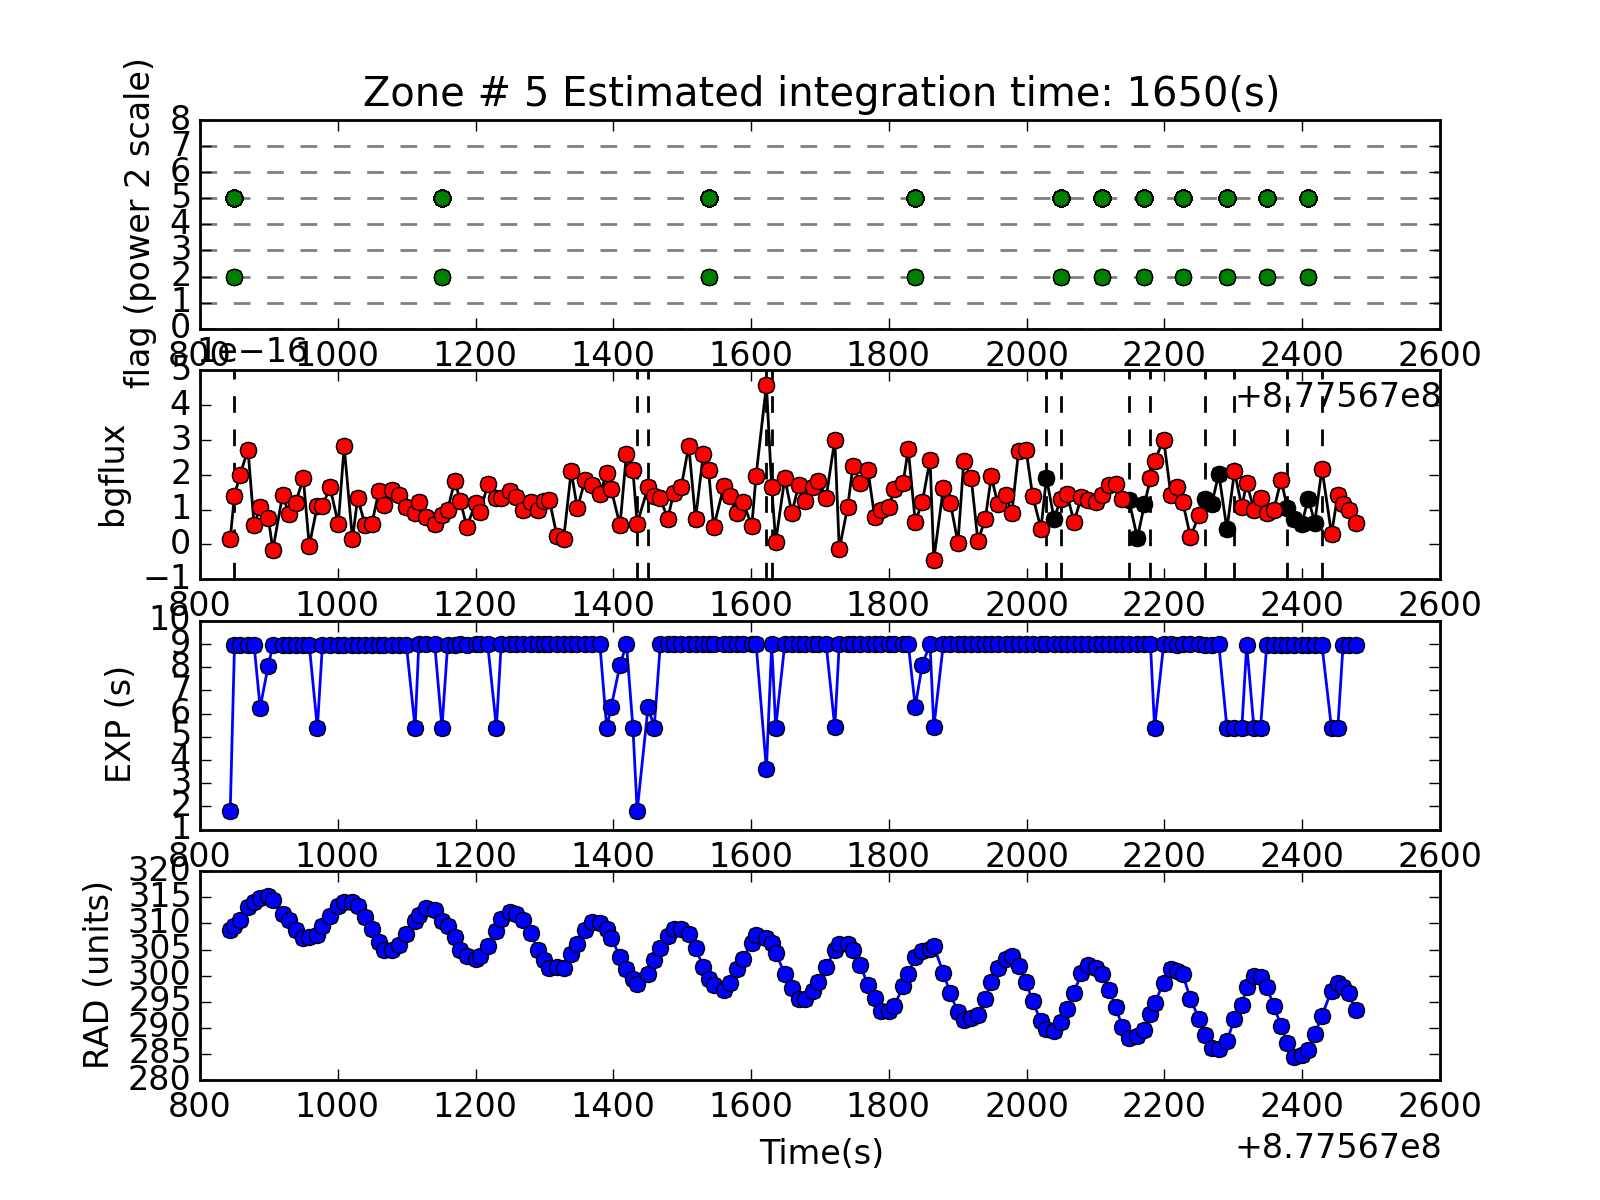 Zone # 5 Estimated integration time: 1650(s)
flag (power 2 scale)
8
7
6
5
4
3
2
1
0
800 1000 1200 1400 1600 1800 2000 2200 2400 2600
1e−16
+8.77567e8
bgflux
5
4
3
2
1
0
−1
800 1000 1200 1400 1600 1800 2000 2200 2400 2600
EXP (s)
10
9
8
7
6
5
4
3
2
1
800 1000 1200 1400 1600 1800 2000 2200 2400 2600
RAD (units)
320
315
310
305
300
295
290
285
280
800 1000 1200 1400 1600 1800 2000 2200 2400 2600
Time(s)
+8.77567e8